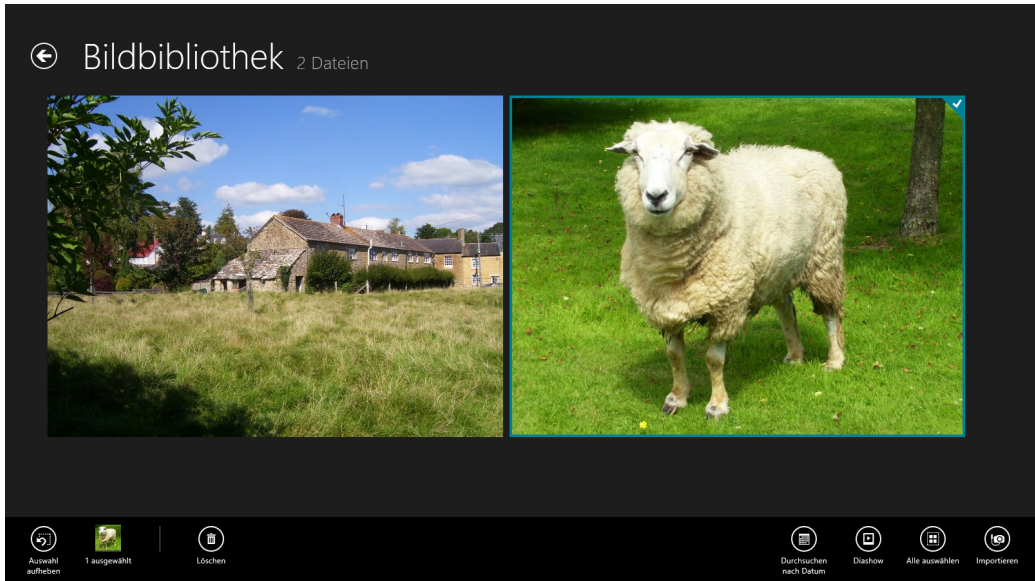 Bildbibliothek 2 Dateien
Auswahl
aufheben
1 ausgewählt
Löschen
Durchsuchen
nach Datum
Diashow
Alle auswählen
Importieren